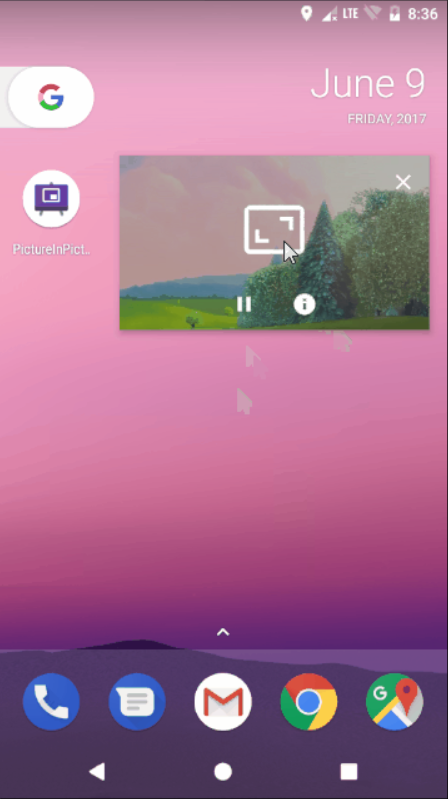 LTE 8:36
June 9
FRIDAY, 2017
PictureInPict..